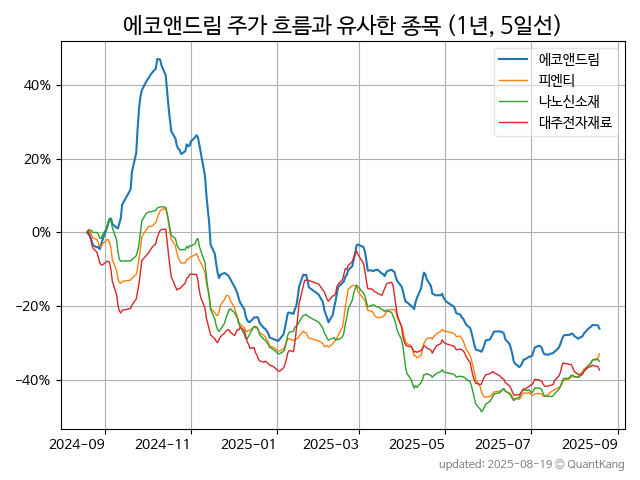 에코앤드림 주가 흐름과 유사한 종목 (1년, 5일선)
에코앤드림
피엔티
나노신소재
대주전자재료
40%
20%
0%
−20%
−40%
2024−09 2024−11 2025−01 2025−03 2025−05 2025−07 2025−09
updated: 2025-08-19 © QuantKang